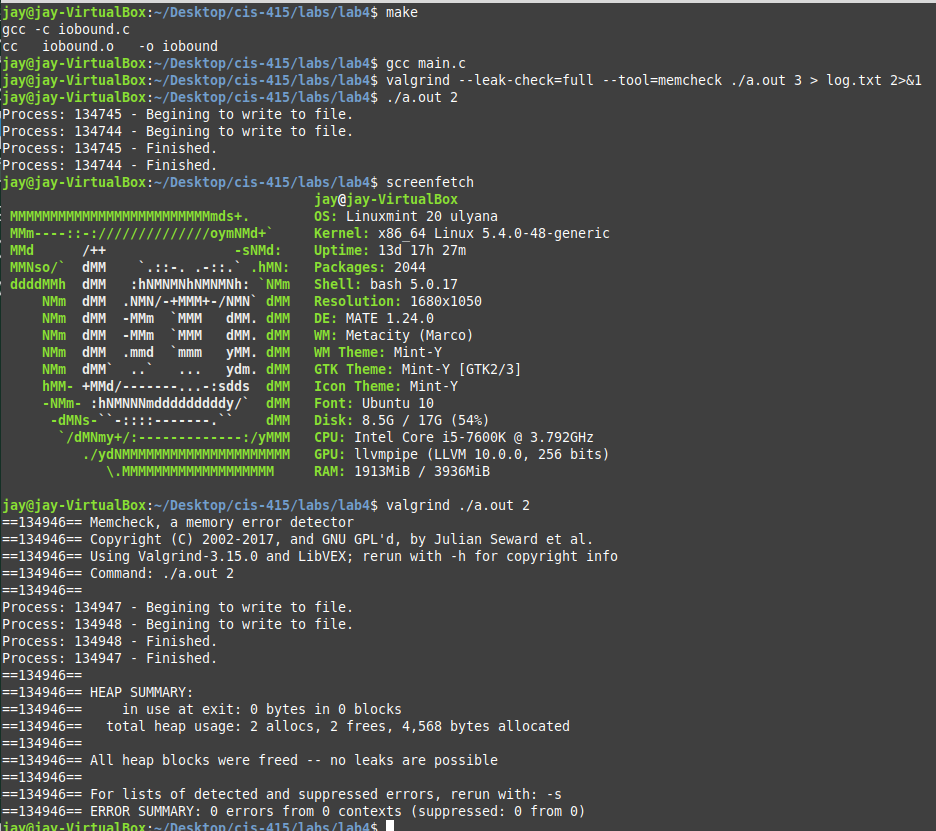 jay@jay-VirtualBox:~/Desktop/cis-415/labs/lab4$ make
gcc -c iobound.c
cc   iobound.o   -o iobound
jay@jay-VirtualBox:~/Desktop/cis-415/labs/lab4$ gcc main.c
jay@jay-VirtualBox:~/Desktop/cis-415/labs/lab4$ valgrind --leak-check=full --tool=memcheck ./a.out 3 > log.txt 2>&1
jay@jay-VirtualBox:~/Desktop/cis-415/labs/lab4$ ./a.out 2
Process: 134745 - Begining to write to file.
Process: 134744 - Begining to write to file.
Process: 134745 - Finished.
Process: 134744 - Finished.
jay@jay-VirtualBox:~/Desktop/cis-415/labs/lab4$ screenfetch
                                       jay@jay-VirtualBox
 MMMMMMMMMMMMMMMMMMMMMMMMMmds+.        OS: Linuxmint 20 ulyana
 MMm----::-://////////////oymNMd+`     Kernel: x86_64 Linux 5.4.0-48-generic
 MMd      /++                -sNMd:    Uptime: 13d 17h 27m
 MMNso/`  dMM    `.::-. .-::.` .hMN:   Packages: 2044
 ddddMMh  dMM   :hNMNMNhNMNMNh: `NMm   Shell: bash 5.0.17
     NMm  dMM  .NMN/-+MMM+-/NMN` dMM   Resolution: 1680x1050
     NMm  dMM  -MMm  `MMM   dMM. dMM   DE: MATE 1.24.0
     NMm  dMM  -MMm  `MMM   dMM. dMM   WM: Metacity (Marco)
     NMm  dMM  .mmd  `mmm   yMM. dMM   WM Theme: Mint-Y
     NMm  dMM`  ..`   ...   ydm. dMM   GTK Theme: Mint-Y [GTK2/3]
     hMM- +MMd/-------...-:sdds  dMM   Icon Theme: Mint-Y
     -NMm- :hNMNNNmdddddddddy/`  dMM   Font: Ubuntu 10
      -dMNs-``-::::-------.``    dMM   Disk: 8.5G / 17G (54%)
       `/dMNmy+/:-------------:/yMMM   CPU: Intel Core i5-7600K @ 3.792GHz
          ./ydNMMMMMMMMMMMMMMMMMMMMM   GPU: llvmpipe (LLVM 10.0.0, 256 bits)
             \.MMMMMMMMMMMMMMMMMMM     RAM: 1913MiB / 3936MiB
jay@jay-VirtualBox:~/Desktop/cis-415/labs/lab4$ valgrind ./a.out 2
==134946== Memcheck, a memory error detector
==134946== Copyright (C) 2002-2017, and GNU GPL'd, by Julian Seward et al.
==134946== Using Valgrind-3.15.0 and LibVEX; rerun with -h for copyright info
==134946== Command: ./a.out 2
==134946==
Process: 134947 - Begining to write to file.
Process: 134948 - Begining to write to file.
Process: 134948 - Finished.
Process: 134947 - Finished.
==134946==
==134946== HEAP SUMMARY:
==134946==     in use at exit: 0 bytes in 0 blocks
==134946==   total heap usage: 2 allocs, 2 frees, 4,568 bytes allocated
==134946==
==134946== All heap blocks were freed -- no leaks are possible
==134946==
==134946== For lists of detected and suppressed errors, rerun with: -s
==134946== ERROR SUMMARY: 0 errors from 0 contexts (suppressed: 0 from 0)
jay@jay-VirtualBox:~/Desktop/cis-415/labs/lab4$